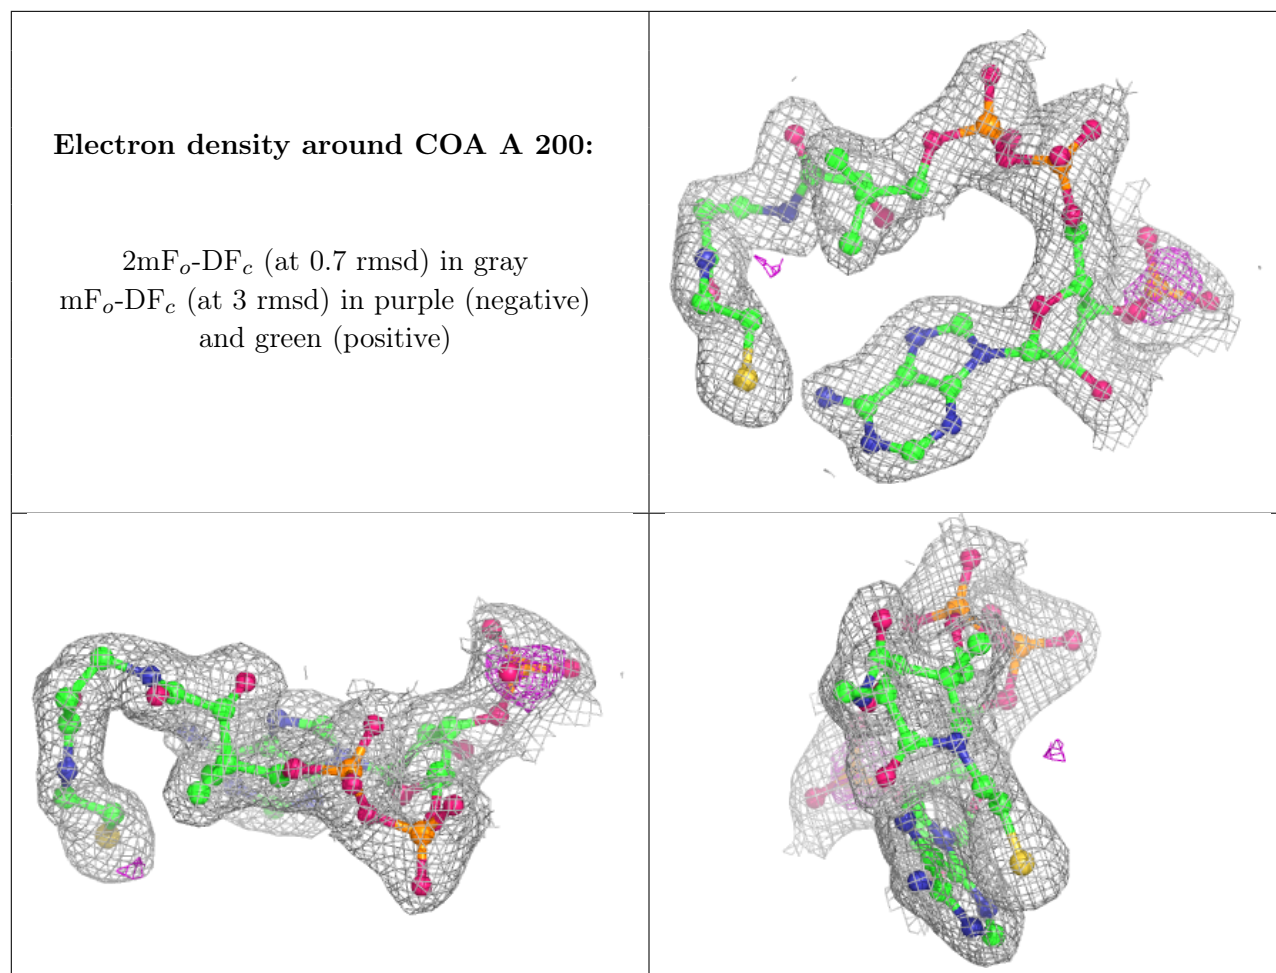 Electron density around COA A 200:
2mFo-DFc (at 0.7 rmsd) in gray
mFo-DFc (at 3 rmsd) in purple (negative)
and green (positive)